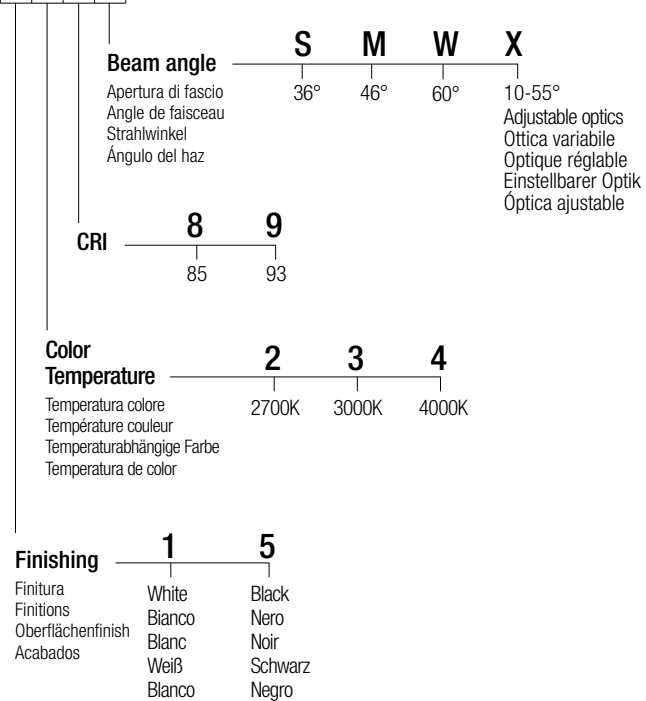 S M W X
Beam angle
Apertura di fascio
Angle de faisceau
Strahlwinkel
Ángulo del haz
36° 46° 60° 10-55°
Adjustable optics
Ottica variabile
Optique réglable
Einstellbarer Optik
Óptica ajustable
8 9
CRI
85 93
Color
Temperature
2 3 4
Temperatura colore
Température couleur
Temperaturabhängige Farbe
Temperatura de color
2700K 3000K 4000K
1 5
Finishing
Finitura
Finitions
Oberflächenfinish
Acabados
White Black
Bianco Nero
Blanc Noir
Weiß Schwarz
Blanco Negro